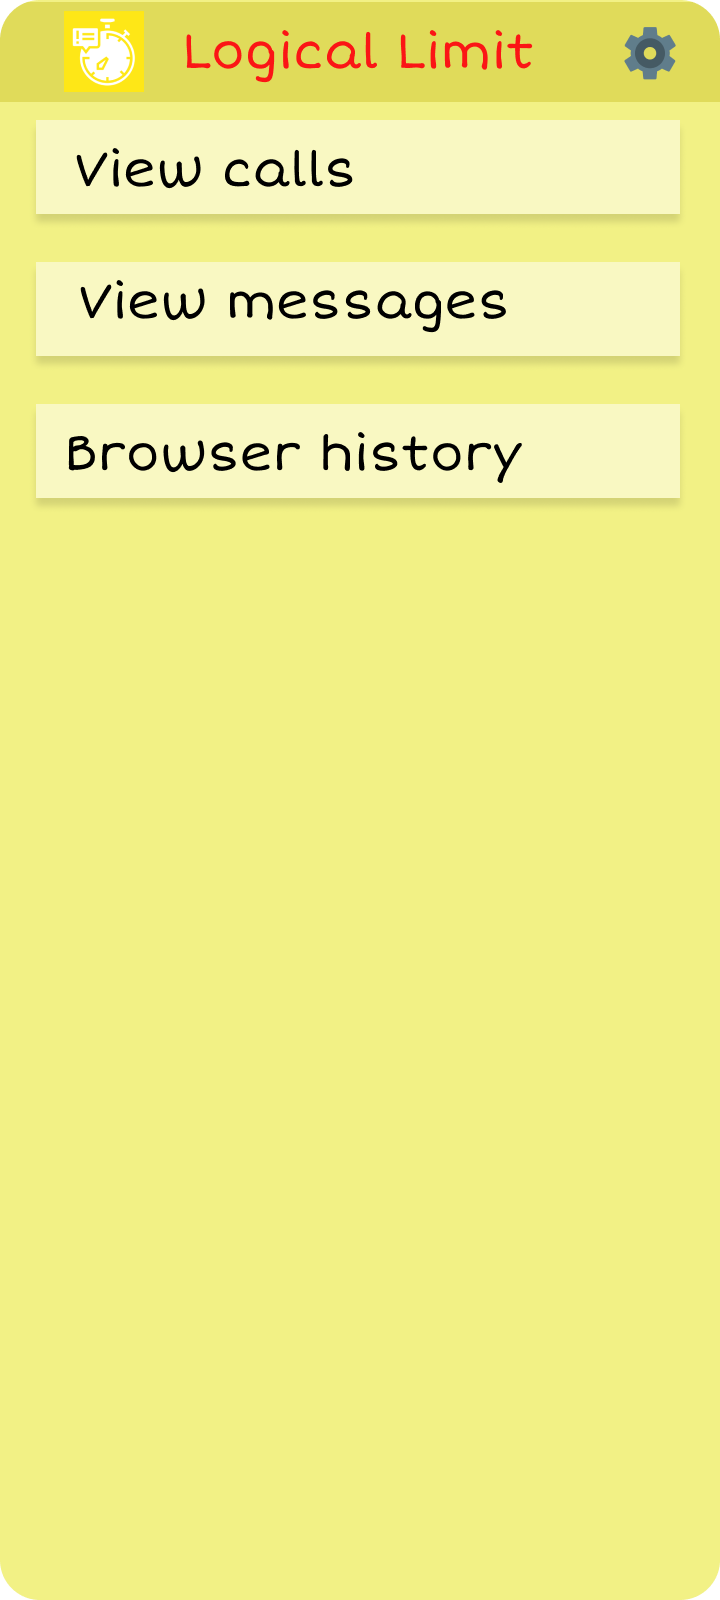 Logical Limit
View calls
View messages
Browser history